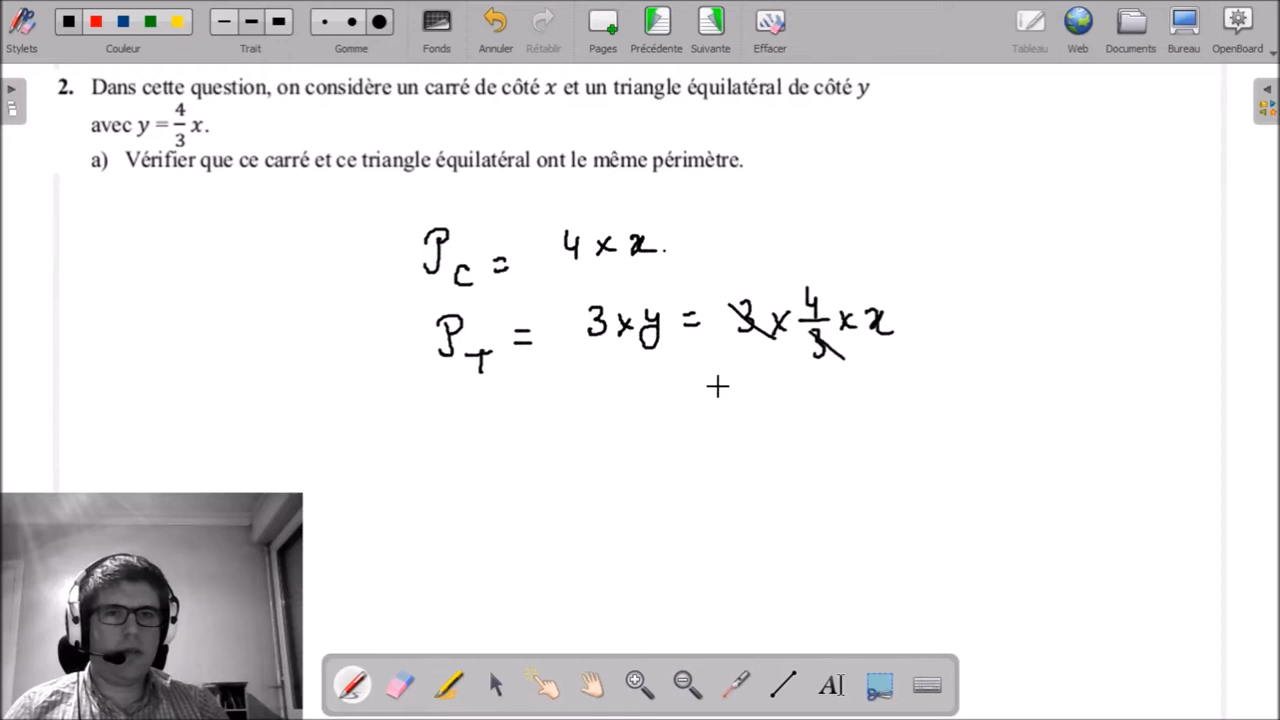 Stylets Couleur Trait Gomme Fonds Annuler Rétablir Pages Précédente Suivante Effacer Tableau Web Documents Bureau OpenBoard
2. Dans cette question, on considère un carré de côté x et un triangle équilatéral de côté y
avec y = 4/3 x.
a) Vérifier que ce carré et ce triangle équilatéral ont le même périmètre.
P_C = 4 × x.
P_T = 3 × y = 3 × 4/3 × x
AI